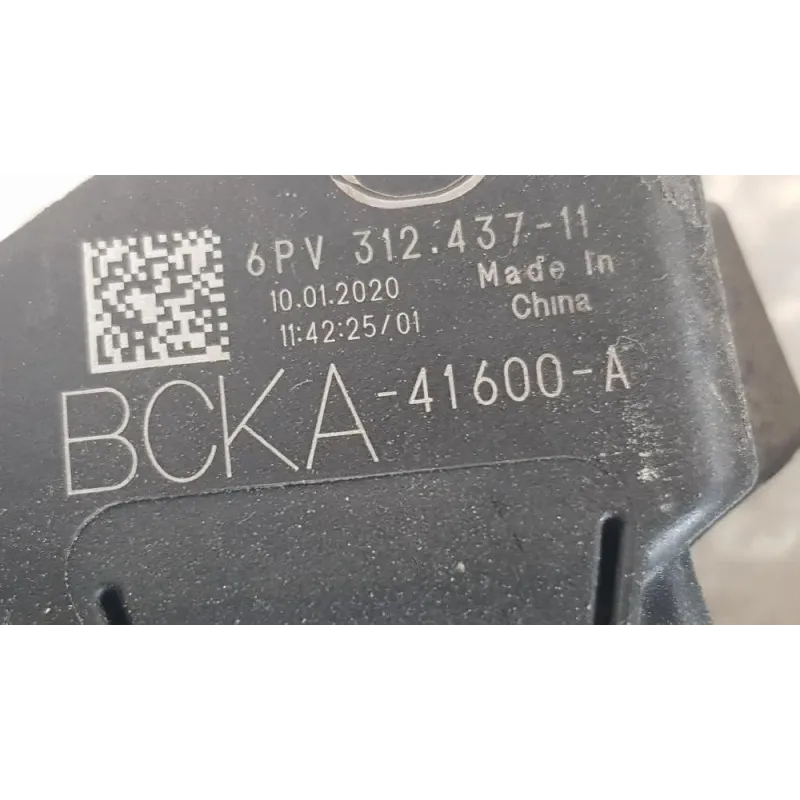 6PV 312.437-11
10.01.2020
Made In
China
11:42:25/01
BCKA-41600-A